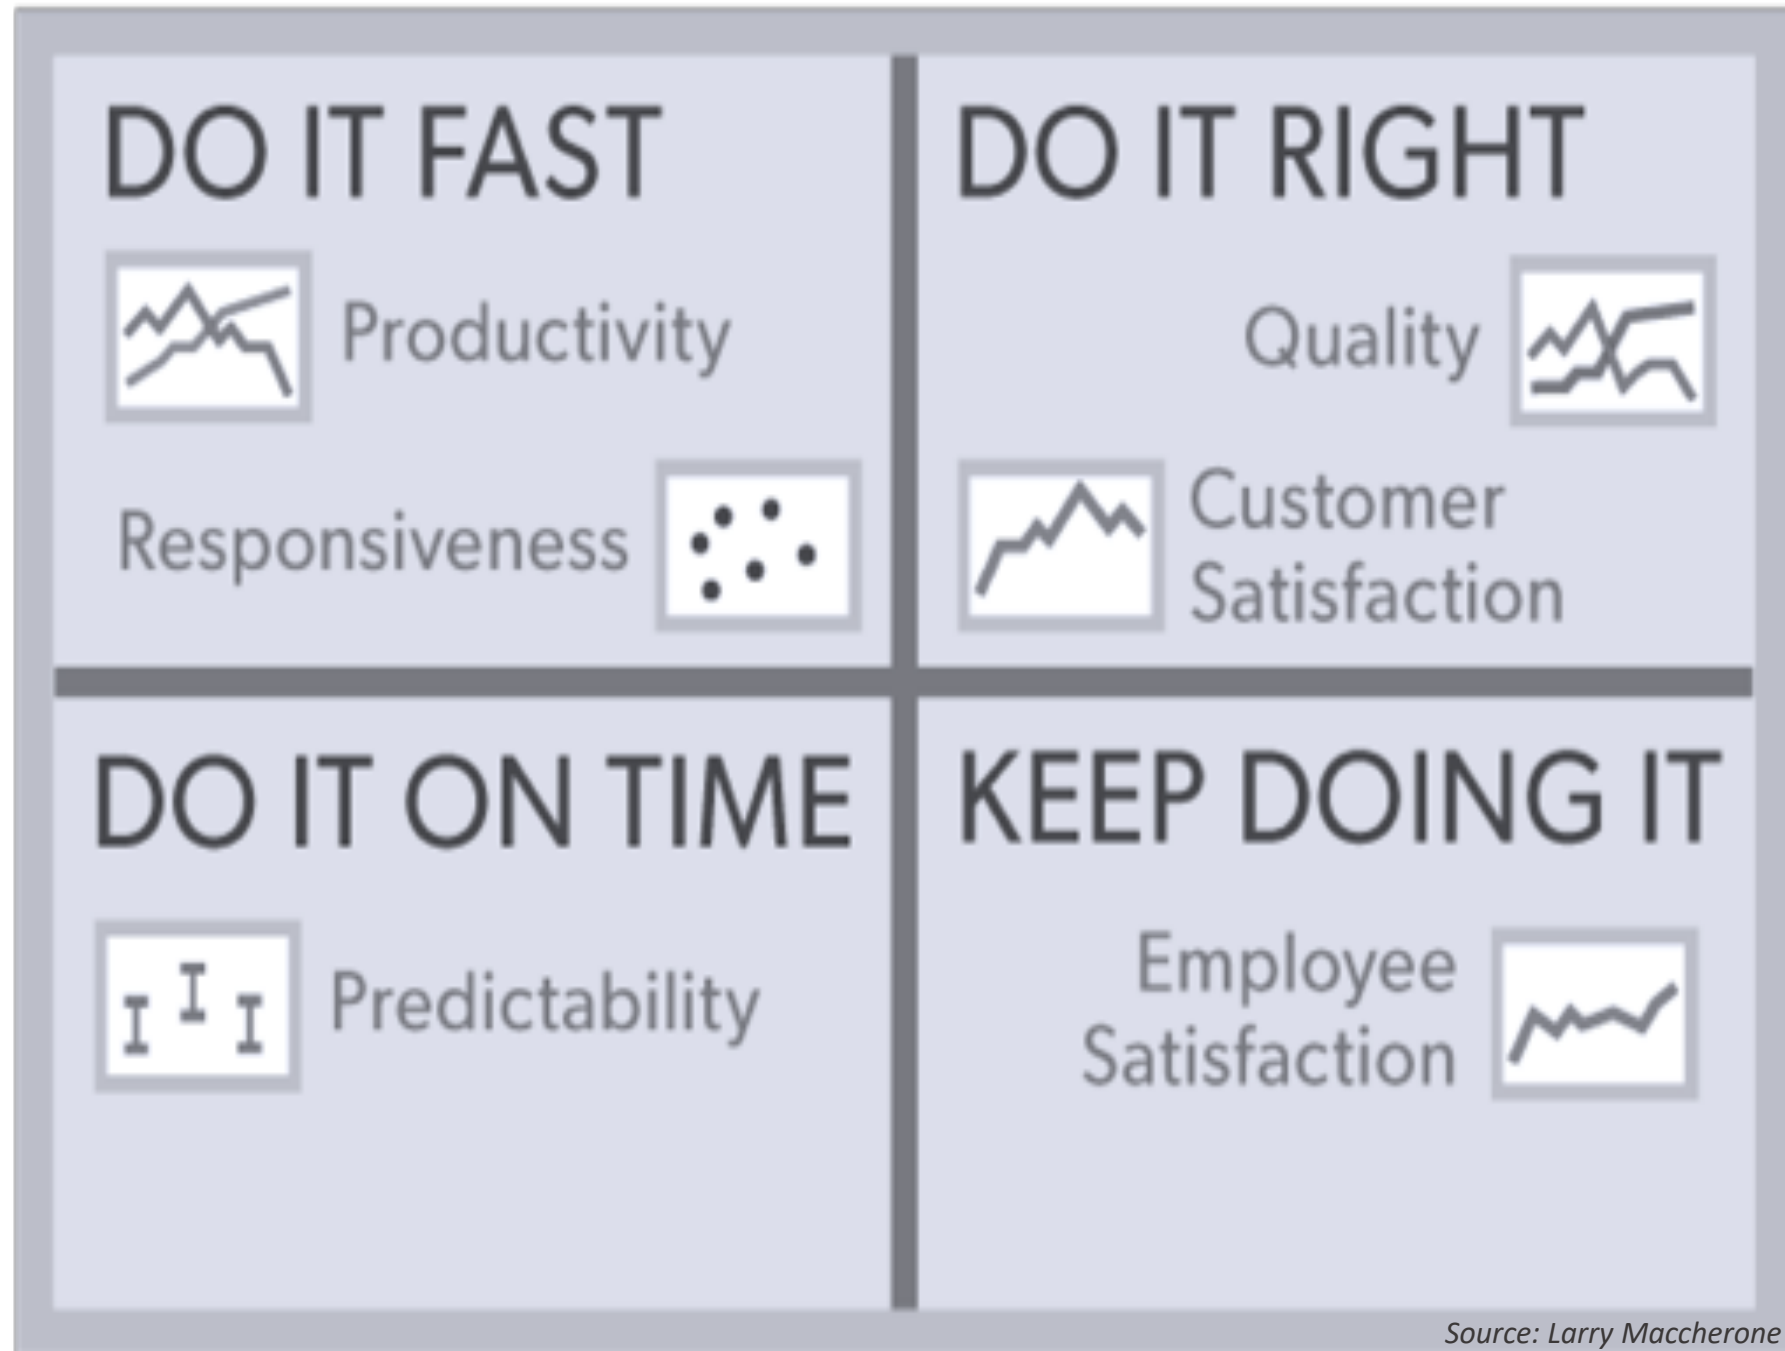 DO IT FAST
Productivity
Responsiveness
DO IT RIGHT
Quality
Customer
Satisfaction
DO IT ON TIME
Predictability
KEEP DOING IT
Employee
Satisfaction
Source: Larry Maccherone